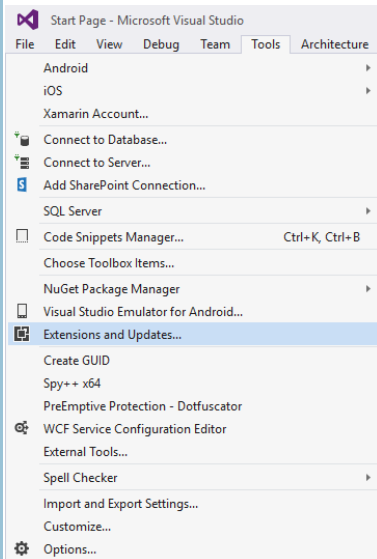 Start Page - Microsoft Visual Studio
File Edit View Debug Team Tools Architecture
Android
iOS
Xamarin Account...
Connect to Database...
Connect to Server...
Add SharePoint Connection...
SQL Server
Code Snippets Manager... Ctrl+K, Ctrl+B
Choose Toolbox Items...
NuGet Package Manager
Visual Studio Emulator for Android...
Extensions and Updates...
Create GUID
Spy++ x64
PreEmptive Protection - Dotfuscator
WCF Service Configuration Editor
External Tools...
Spell Checker
Import and Export Settings...
Customize...
Options...